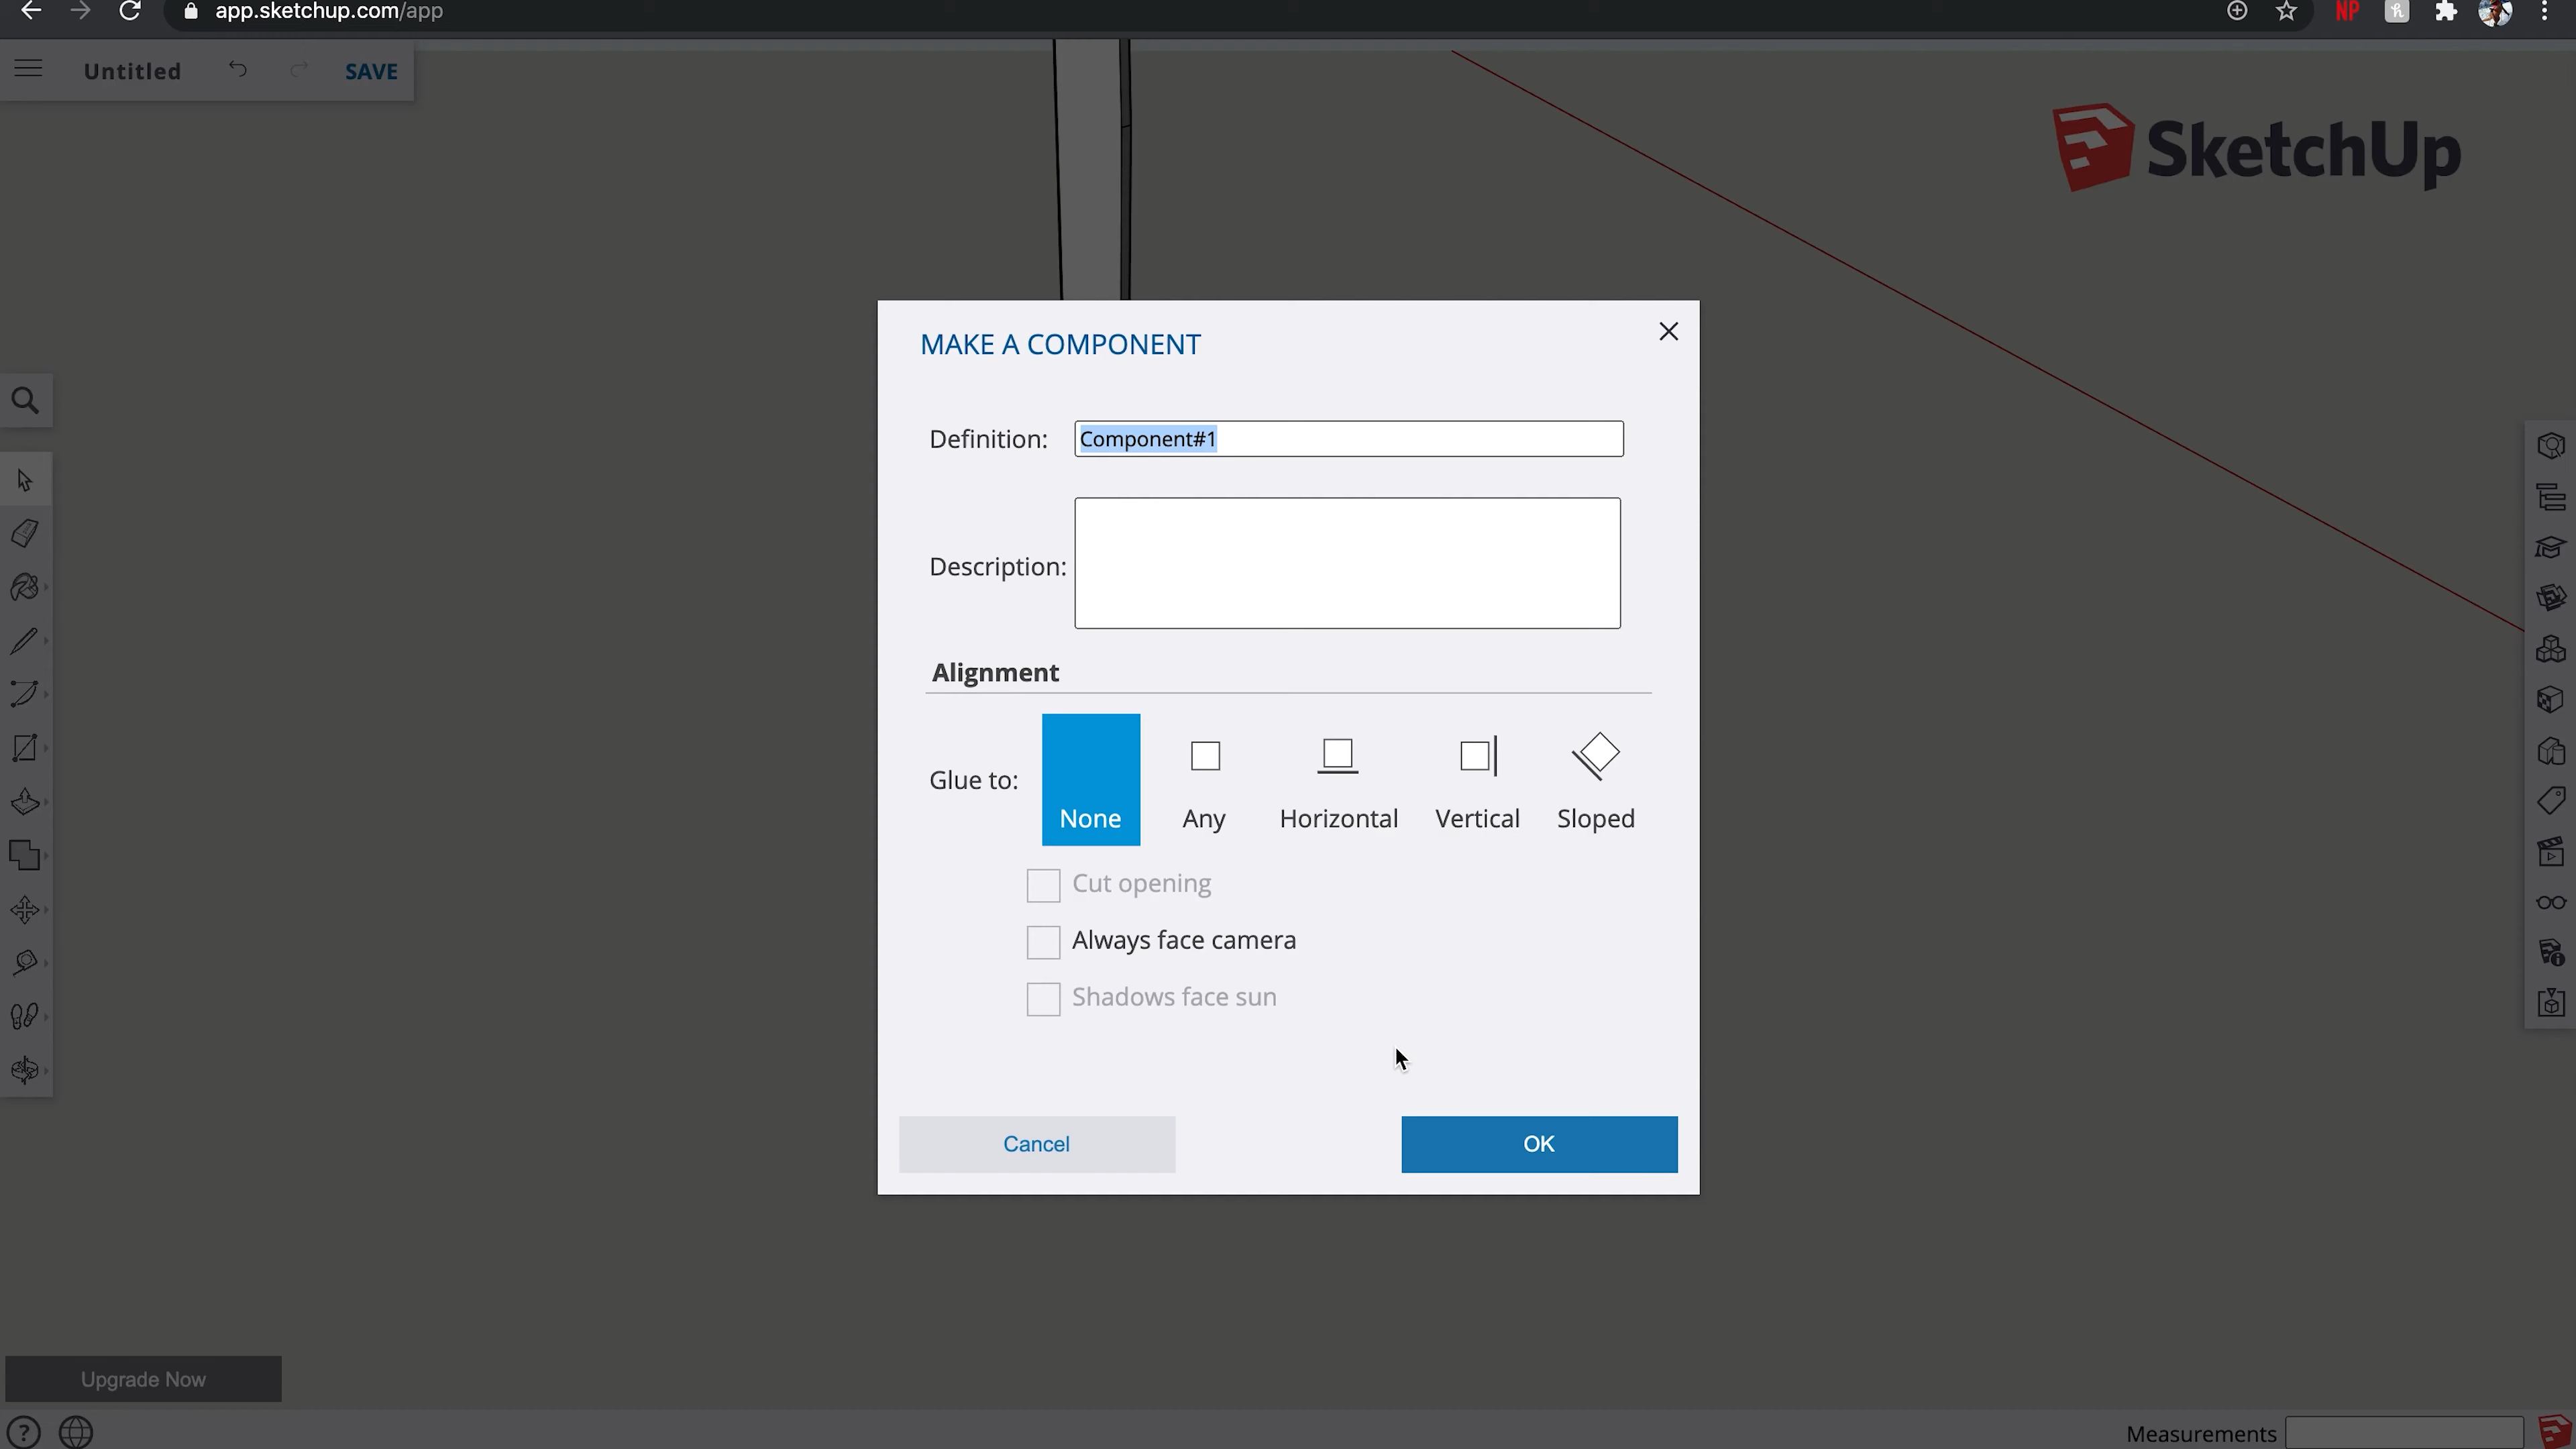 app.sketchup.com/app
NP
h
Untitled
SAVE
SketchUp
MAKE A COMPONENT
Definition:
Component#1
Description:
Alignment
Glue to:
None
Any
Horizontal
Vertical
Sloped
Cut opening
Always face camera
Shadows face sun
Cancel
OK
Upgrade Now
?
Measurements